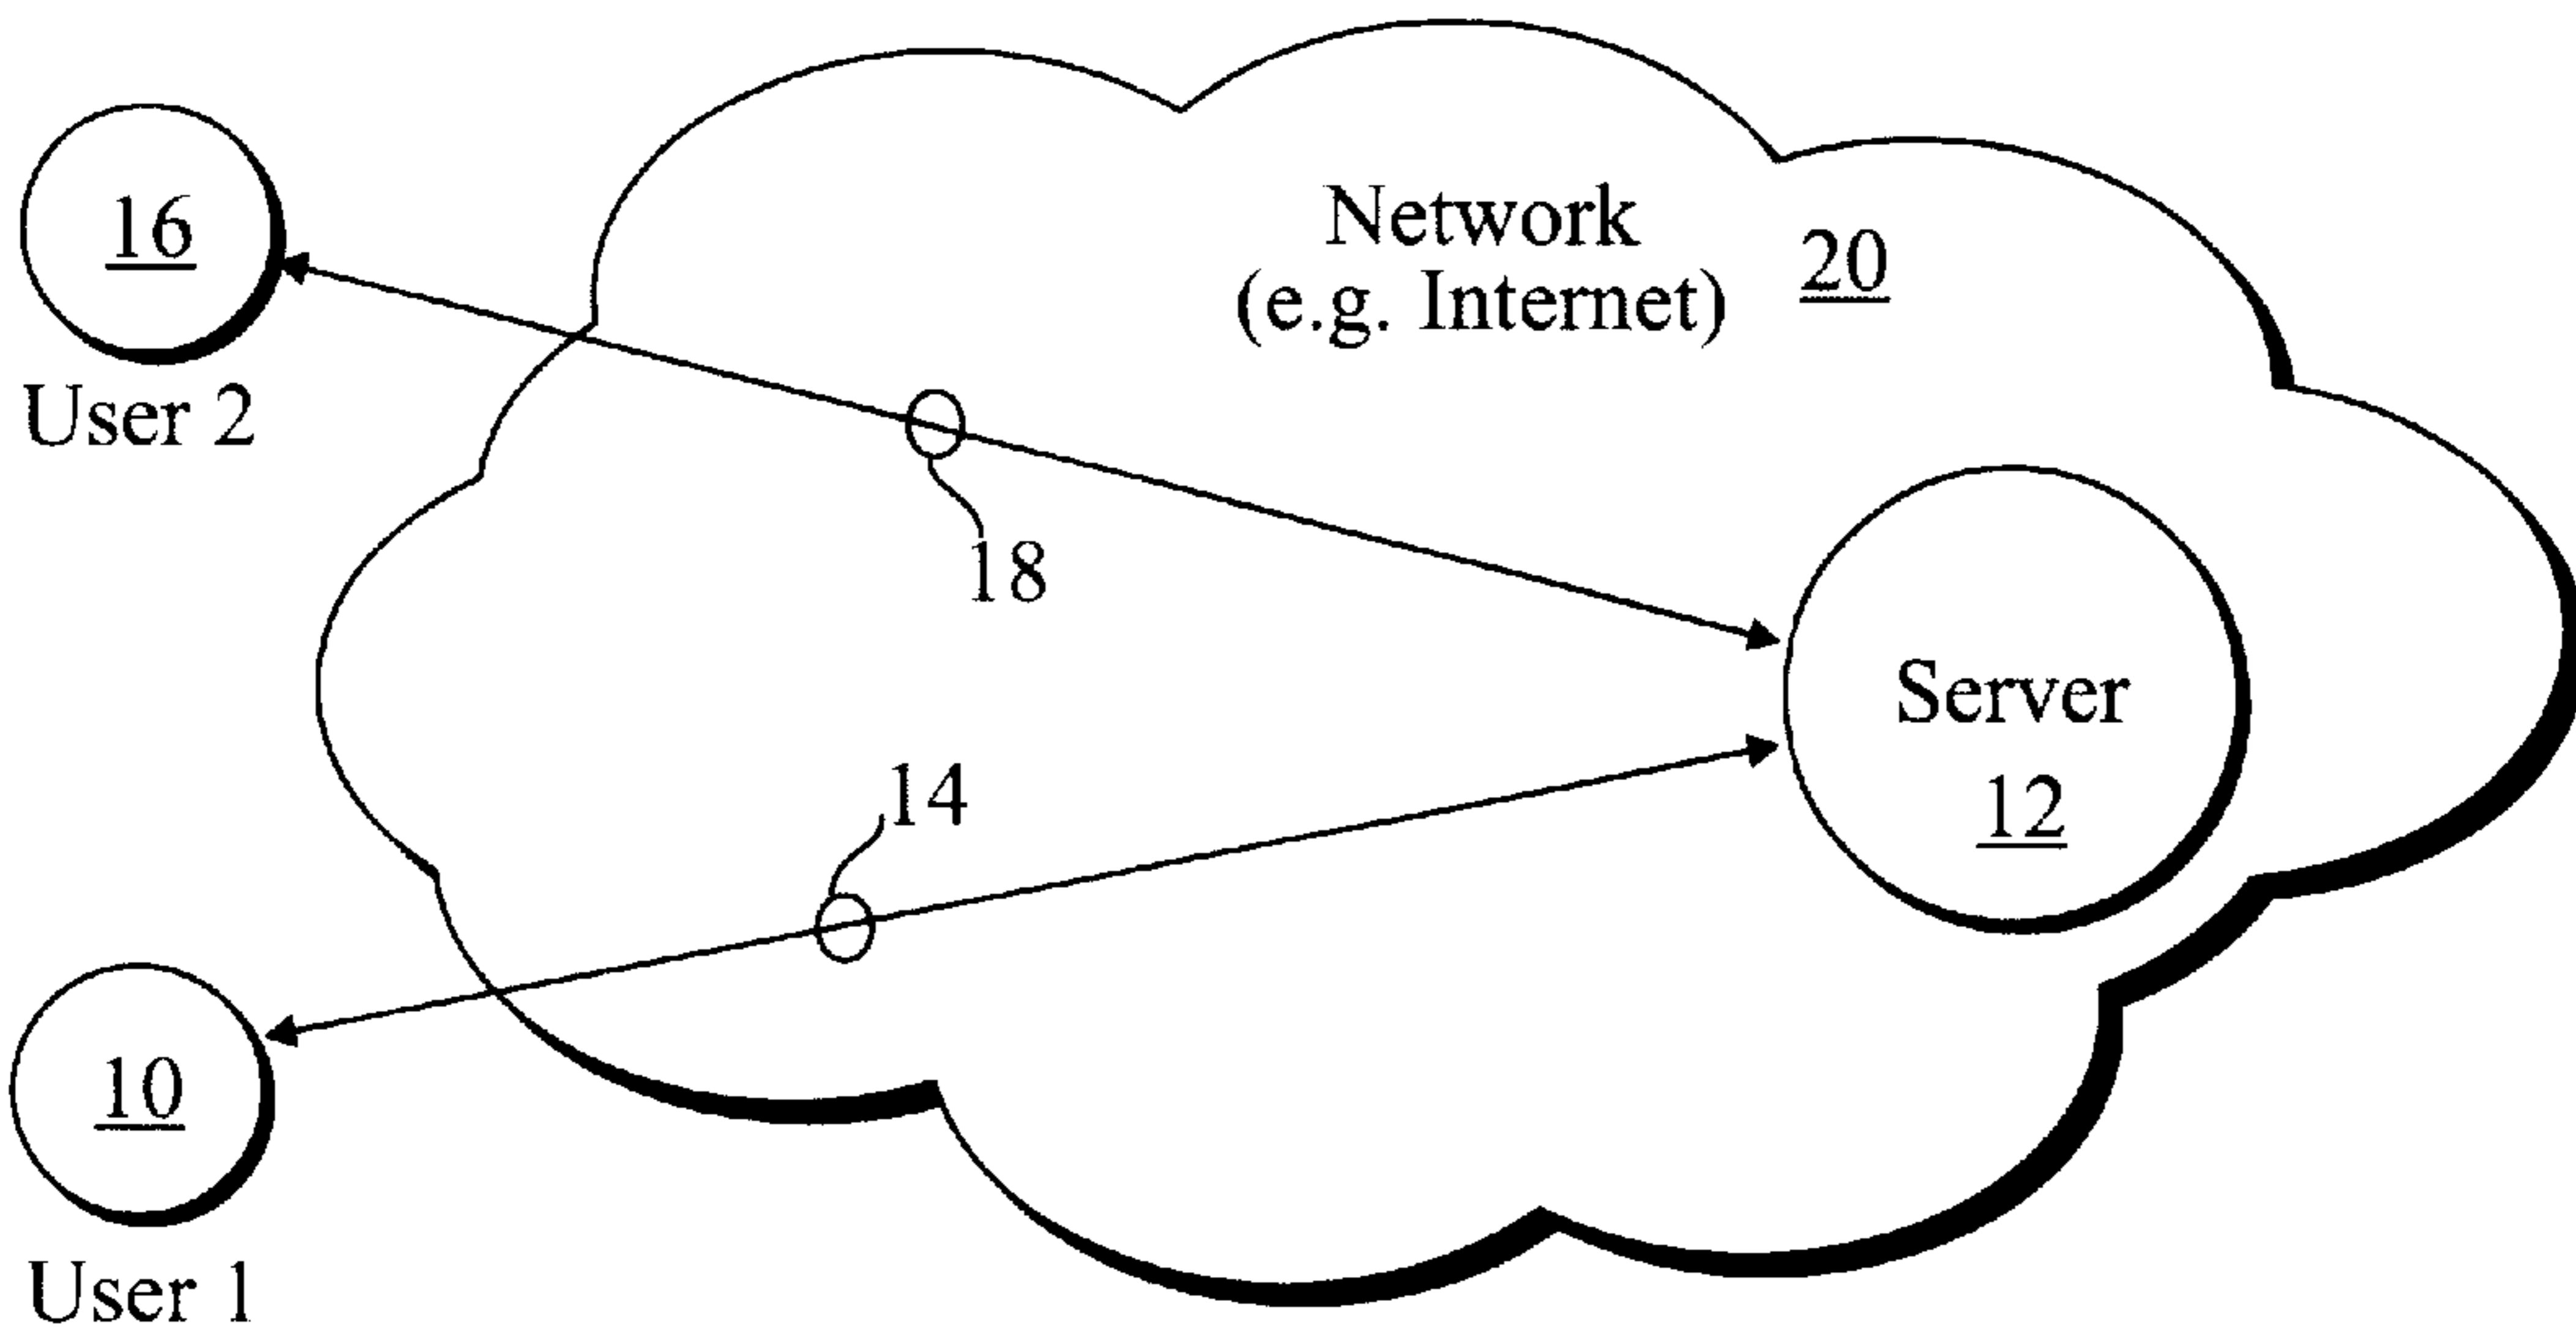 16
User 2
Network
(e.g. Internet)
20
18
Server
12
14
10
User 1